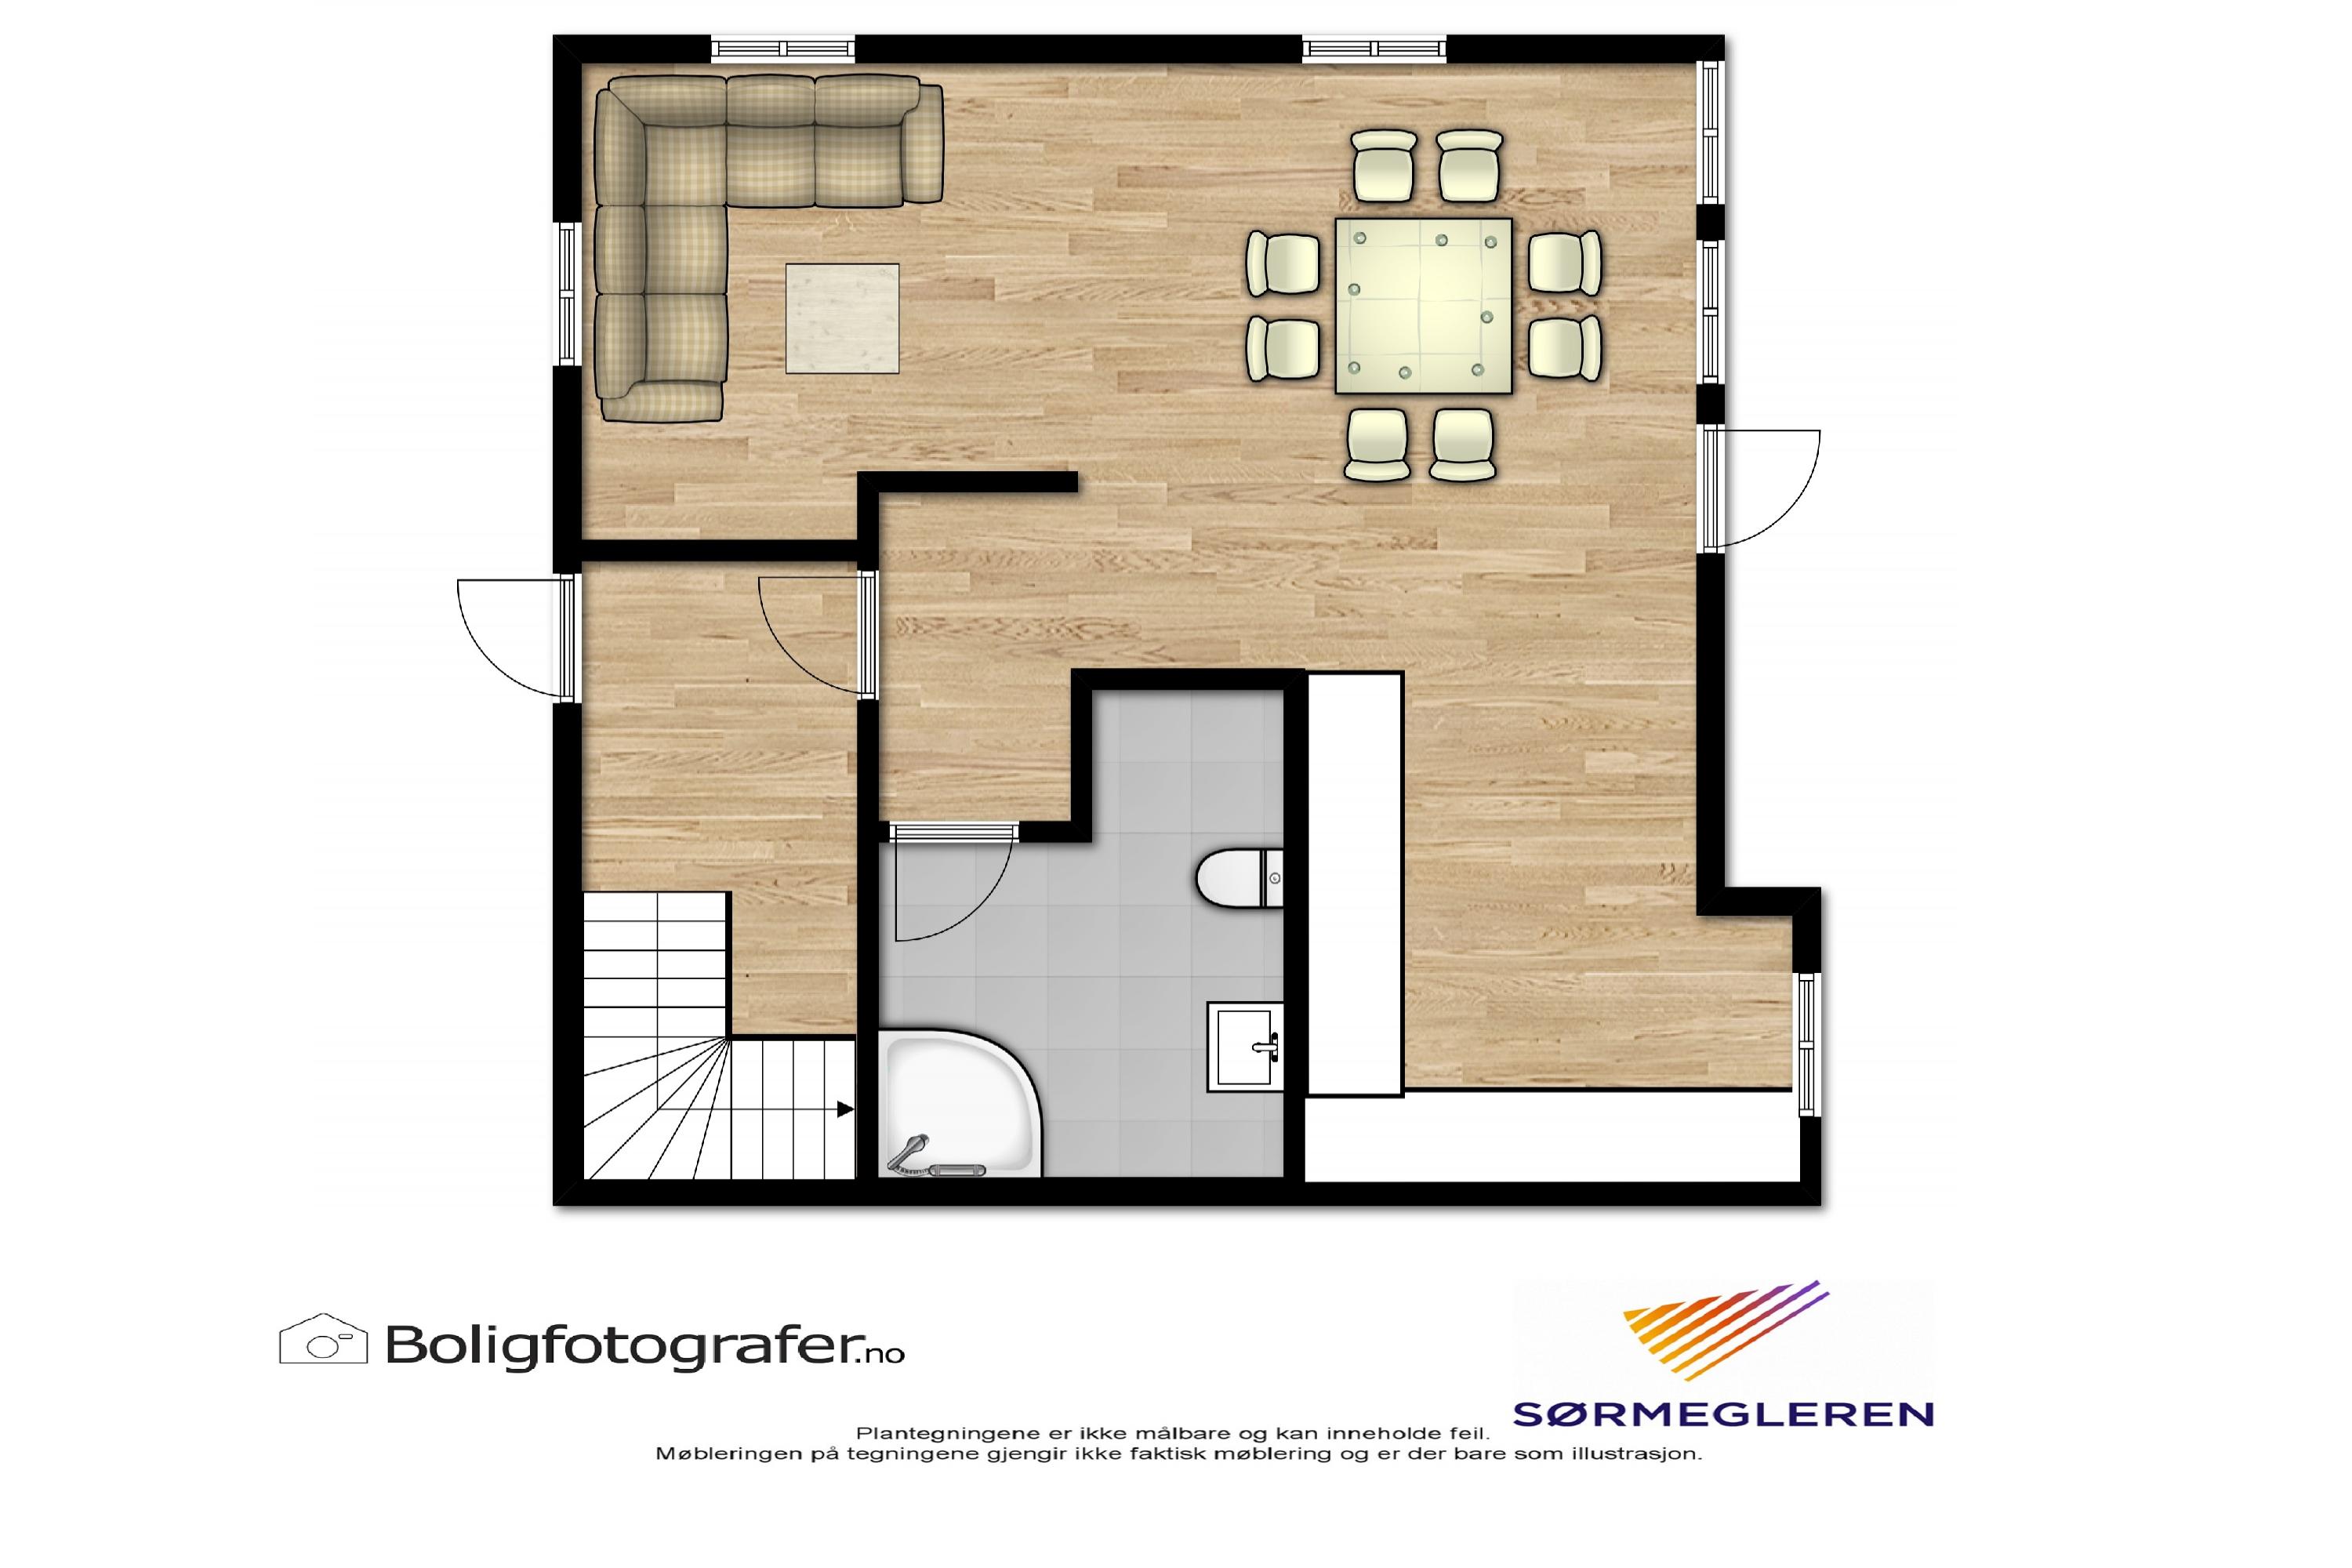 Boligfotografer.no
SØRMEGLEREN
Plantegningene er ikke målbare og kan inneholde feil.
Møbleringen på tegningene gjengir ikke faktisk møblering og er der bare som illustrasjon.